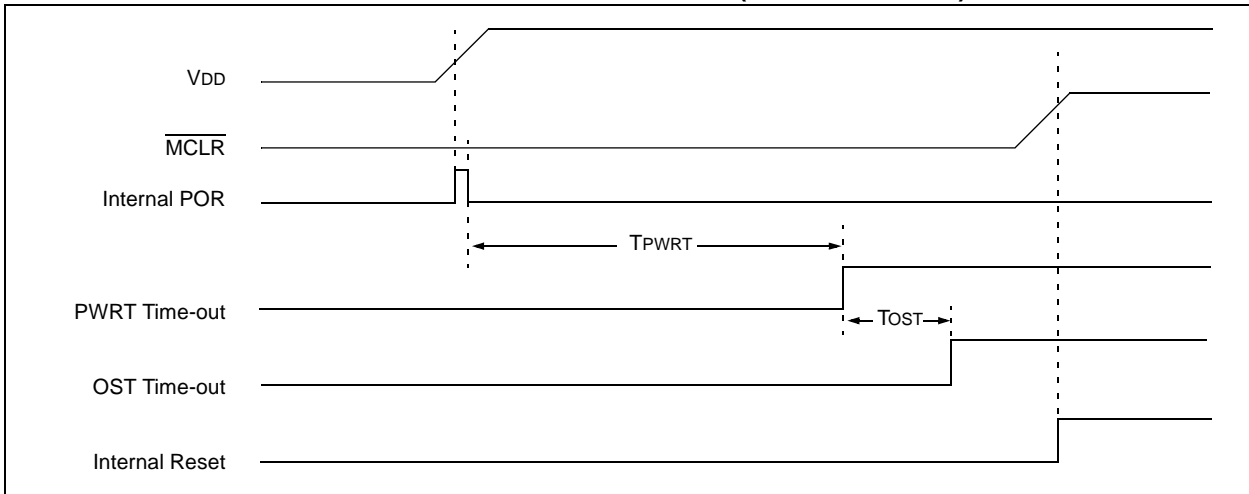 VDD
MCLR
Internal POR
TPWRT
PWRT Time-out
TOST
OST Time-out
Internal Reset